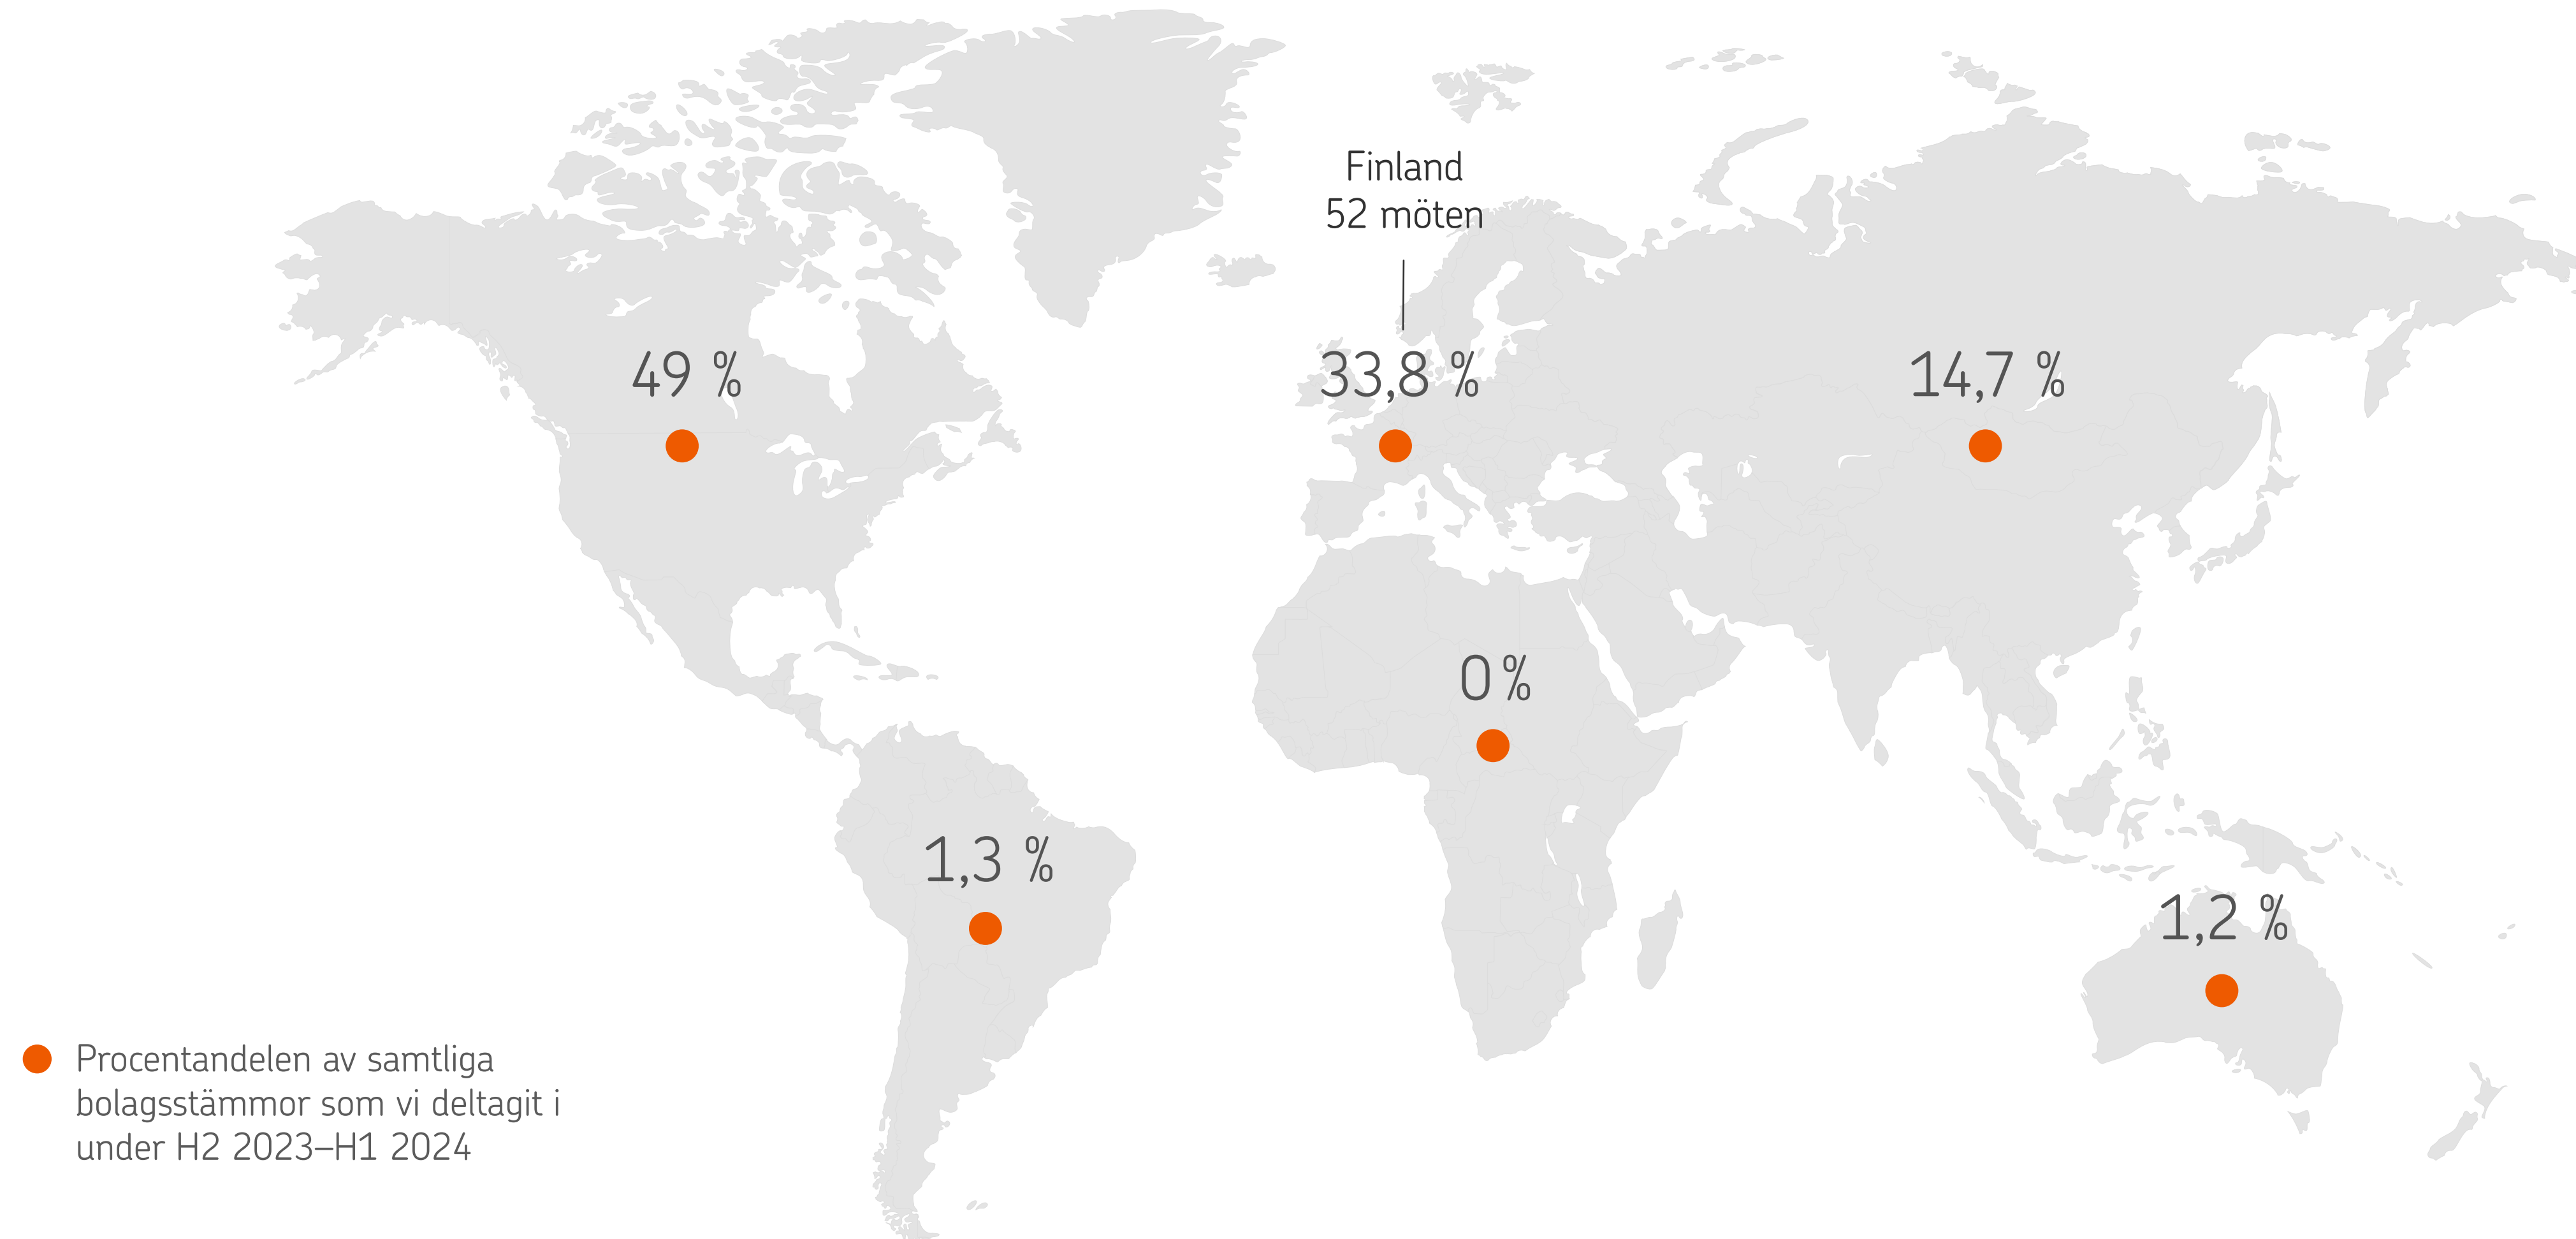 Finland
52 möten
49 %
33,8 %
14,7 %
0 %
1,3 %
1,2 %
Procentandelen av samtliga
bolagsstämmor som vi deltagit i
under H2 2023–H1 2024